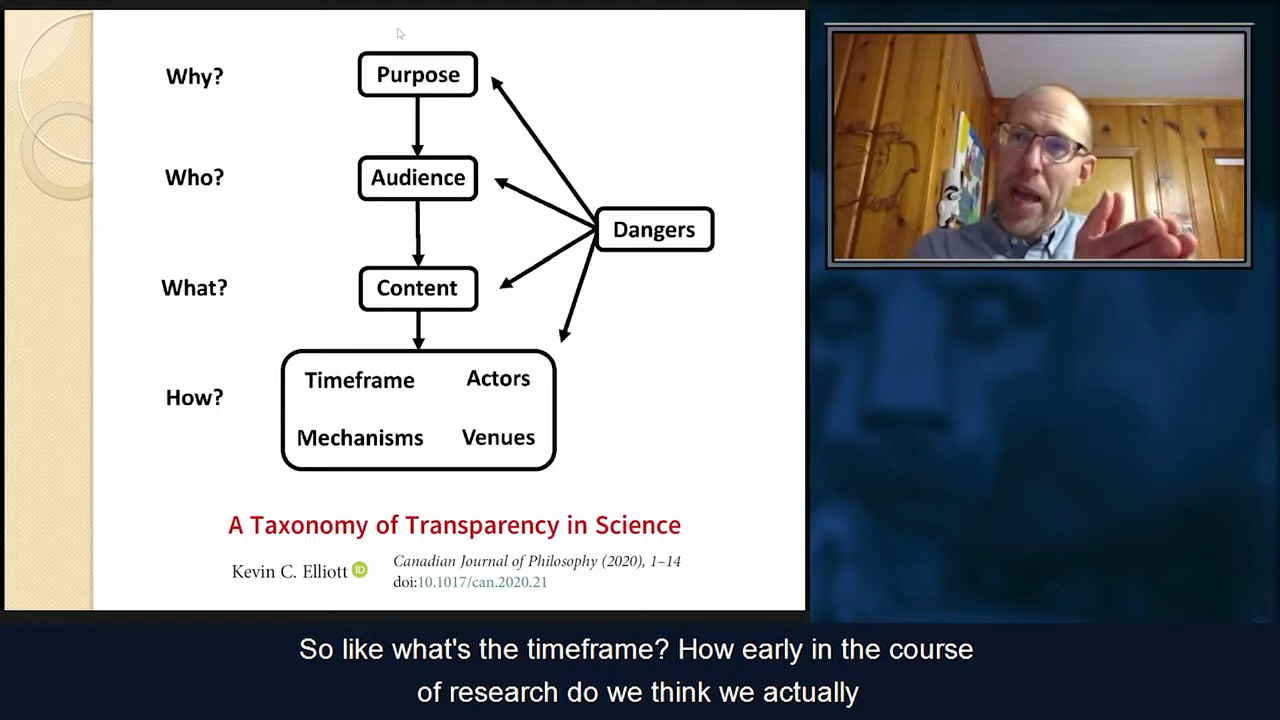 Why?
Purpose
Who?
Audience
Dangers
What?
Content
How?
Timeframe
Actors
Mechanisms
Venues
A Taxonomy of Transparency in Science
Kevin C. Elliott iD
Canadian Journal of Philosophy (2020), 1–14
doi:10.1017/can.2020.21
So like what's the timeframe? How early in the course
of research do we think we actually